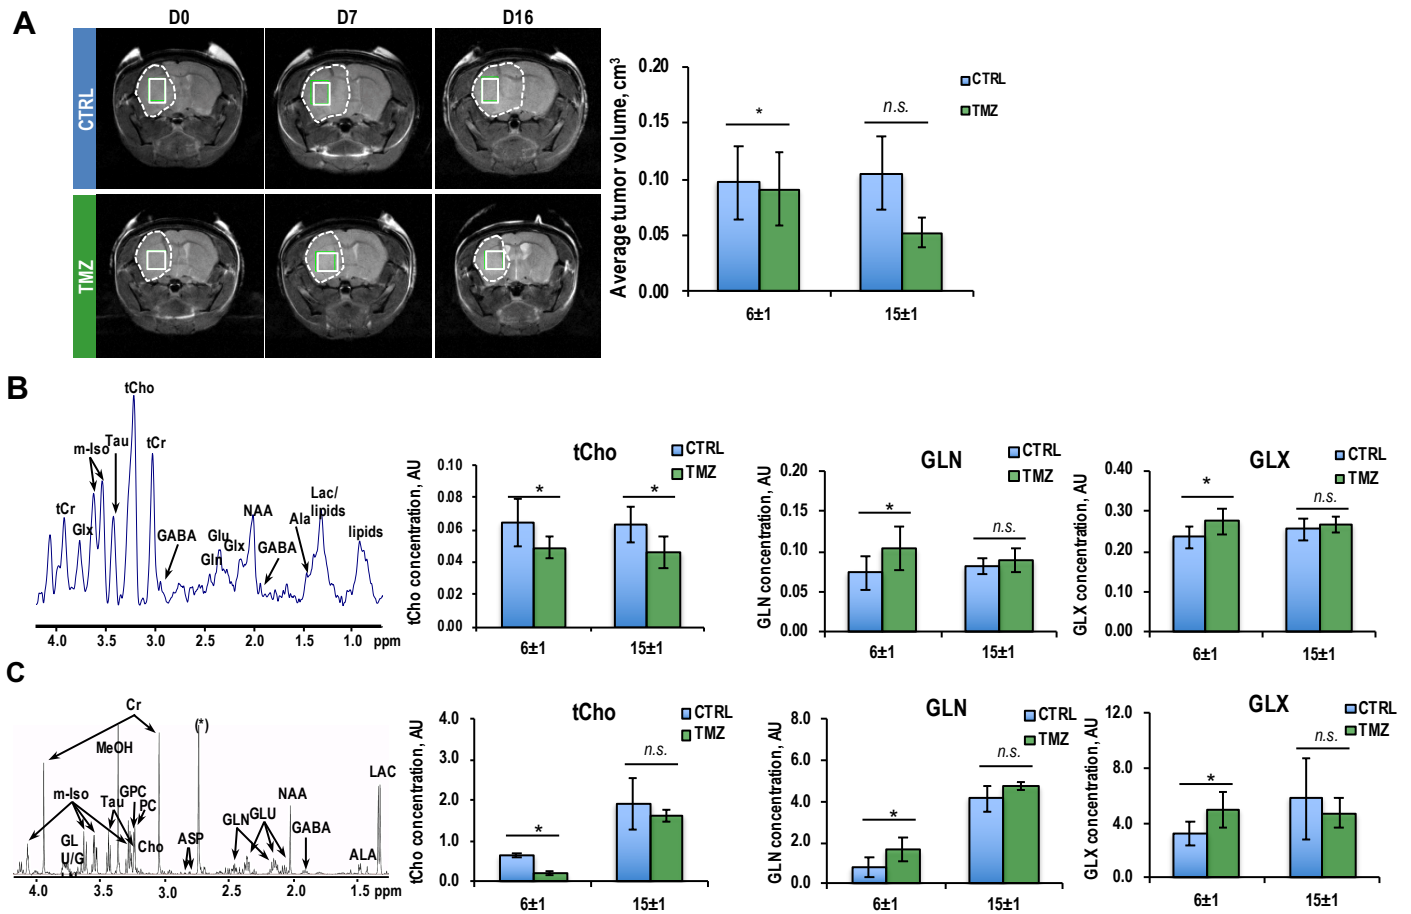 A
D0 D7 D16
CTRL
TMZ
Average tumor volume, cm³
0.20
0.15
0.10
0.05
0.00
* n.s.
6±1 15±1
CTRL
TMZ
B
tCho
m-Iso Tau tCr
tCr Glx
GABA
Glu
Gln Glx
NAA
GABA
Ala
Lac/
lipids
lipids
4.0 3.5 3.0 2.5 2.0 1.0 ppm
tCho
CTRL
TMZ
tCho concentration, AU
0.10
0.08
0.06
0.04
0.02
0.00
* *
6±1 15±1
GLN
CTRL
TMZ
GLN concentration, AU
0.20
0.15
0.10
0.05
0.00
* n.s.
6±1 15±1
GLX
CTRL
TMZ
GLX concentration, AU
0.40
0.30
0.20
0.10
0.00
* n.s.
6±1 15±1
C
Cr
(*)
MeOH
m-Iso Tau GPC
PC
GL
U/G
Cho
ASP
GLN GLU
NAA
GABA
LAC
ALA
4.0 3.5 3.0 2.5 2.0 1.5 ppm
tCho
CTRL
TMZ
tCho concentration, AU
4.0
3.0
2.0
1.0
0.0
* n.s.
6±1 15±1
GLN
CTRL
TMZ
GLN concentration, AU
8.0
6.0
4.0
2.0
0.0
* n.s.
6±1 15±1
GLX
CTRL
TMZ
GLX concentration, AU
12.0
8.0
4.0
0.0
* n.s.
6±1 15±1